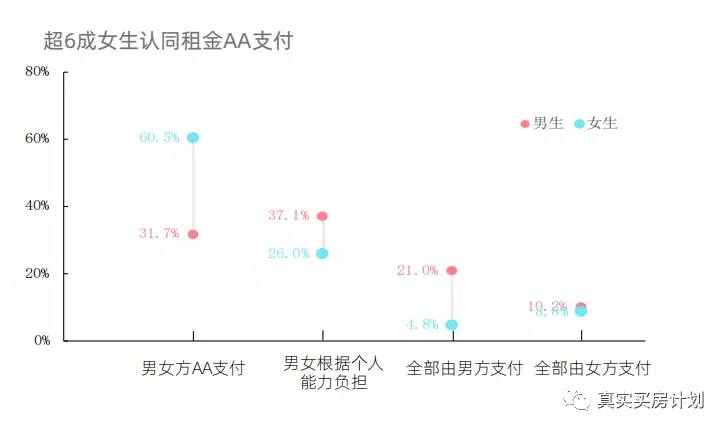 超6成女生认同租金AA支付
80%
60%
40%
20%
0%
男生 女生
60.5%
31.7%
37.1%
26.0%
21.0%
4.8%
10.2%
男女方AA支付
男女根据个人
能力负担
全部由男方支付
全部由女方支付
真实买房计划